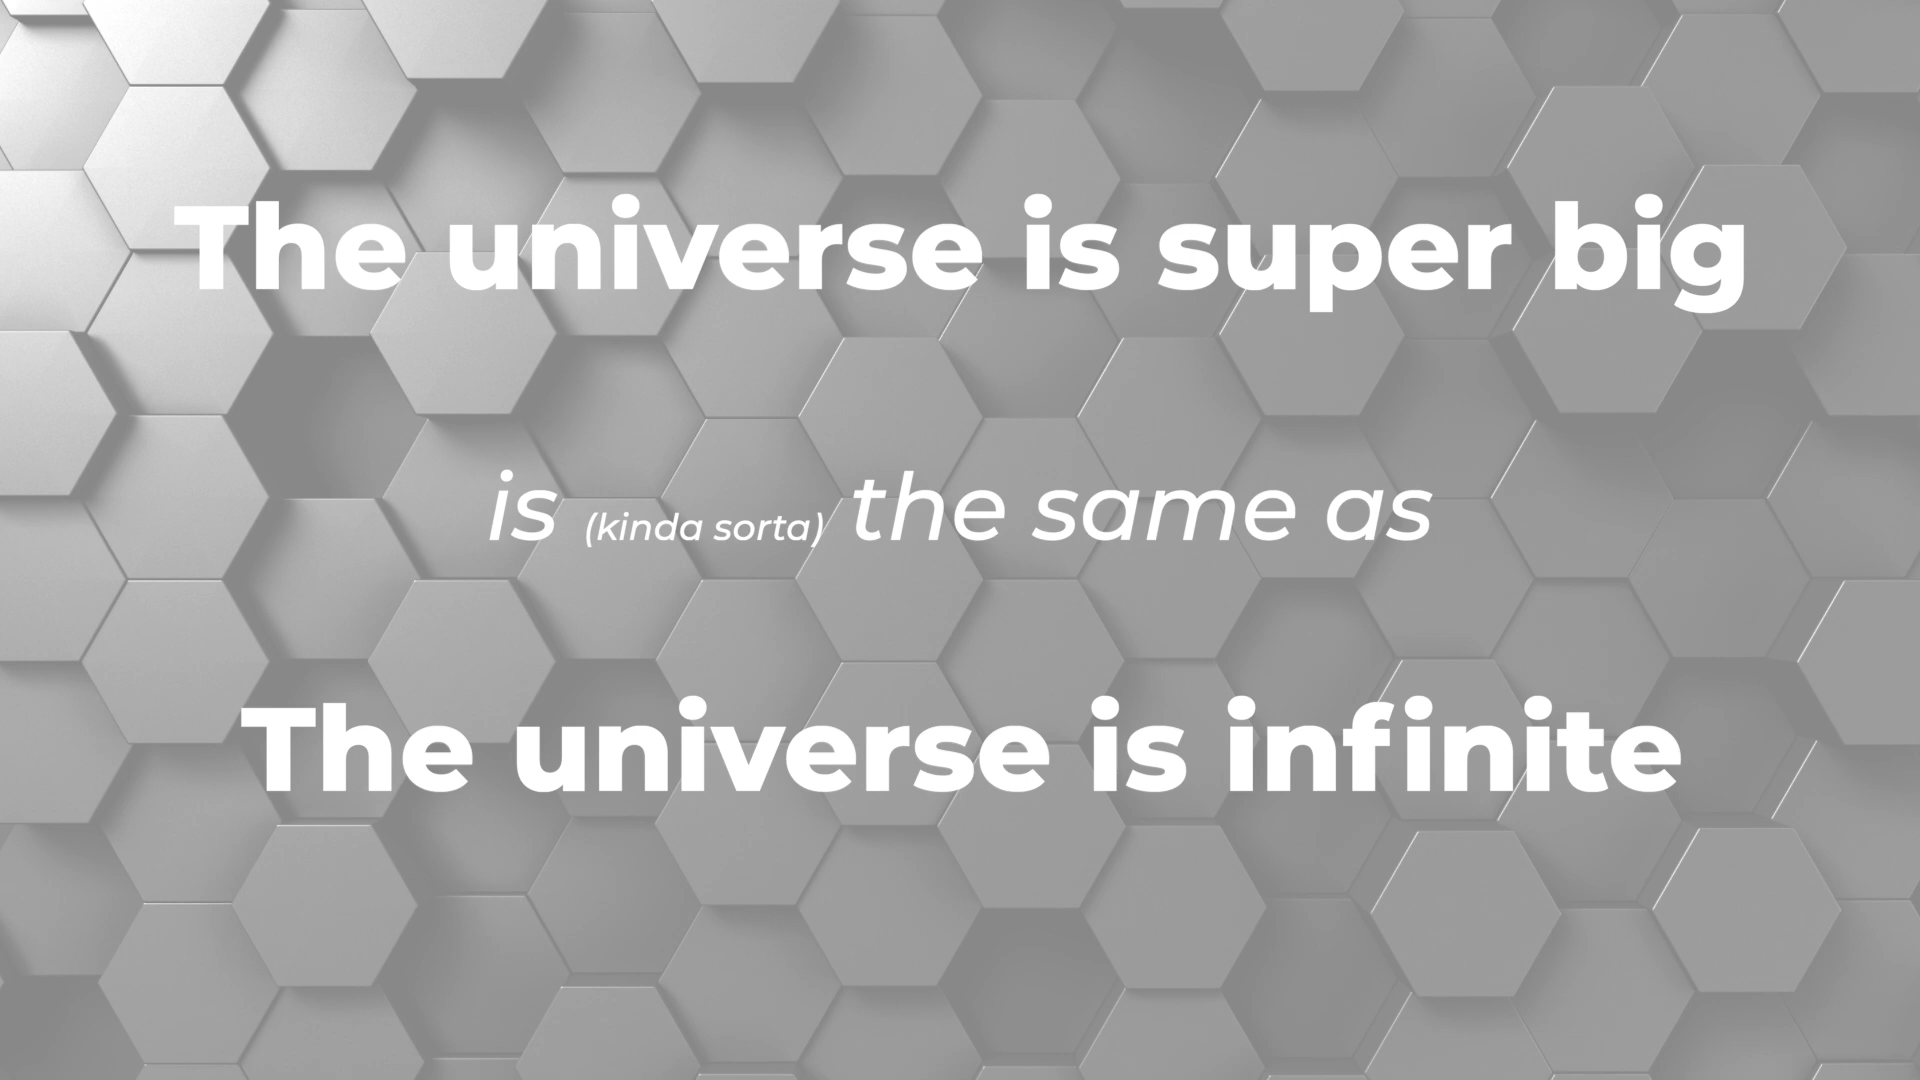 The universe is super big
is (kinda sorta) the same as
The universe is infinite